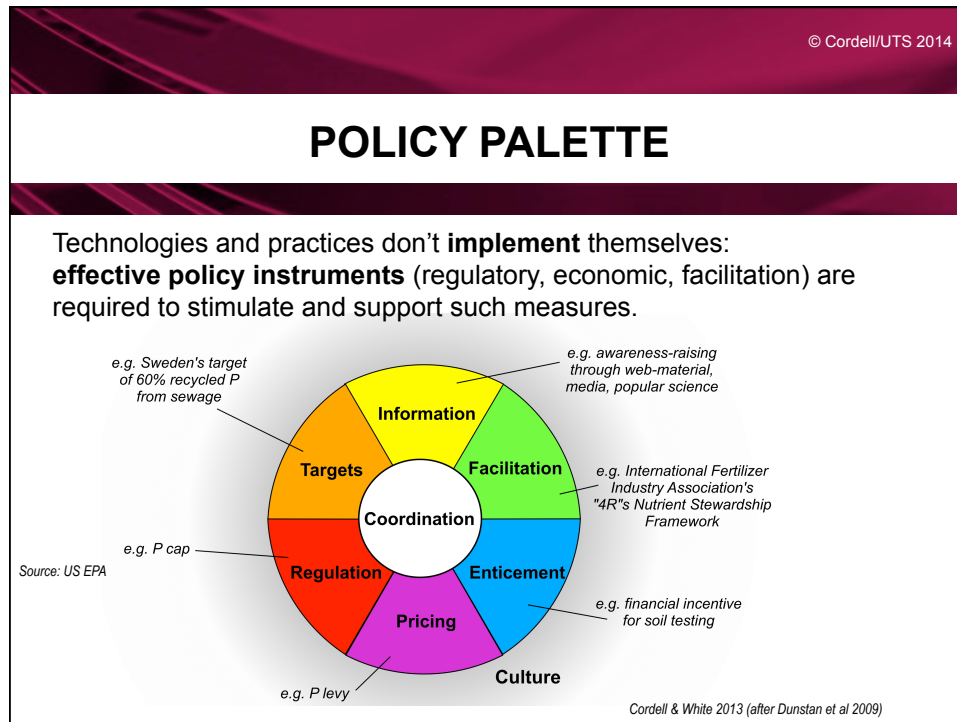 © Cordell/UTS 2014
POLICY PALETTE
Technologies and practices don’t implement themselves:
effective policy instruments (regulatory, economic, facilitation) are
required to stimulate and support such measures.
e.g. Sweden's target
of 60% recycled P
from sewage
e.g. awareness-raising
through web-material,
media, popular science
Information
Targets
Facilitation
e.g. International Fertilizer
Industry Association's
"4R"s Nutrient Stewardship
Framework
Coordination
e.g. P cap
Source: US EPA
Regulation
Enticement
e.g. financial incentive
for soil testing
Pricing
Culture
e.g. P levy
Cordell & White 2013 (after Dunstan et al 2009)